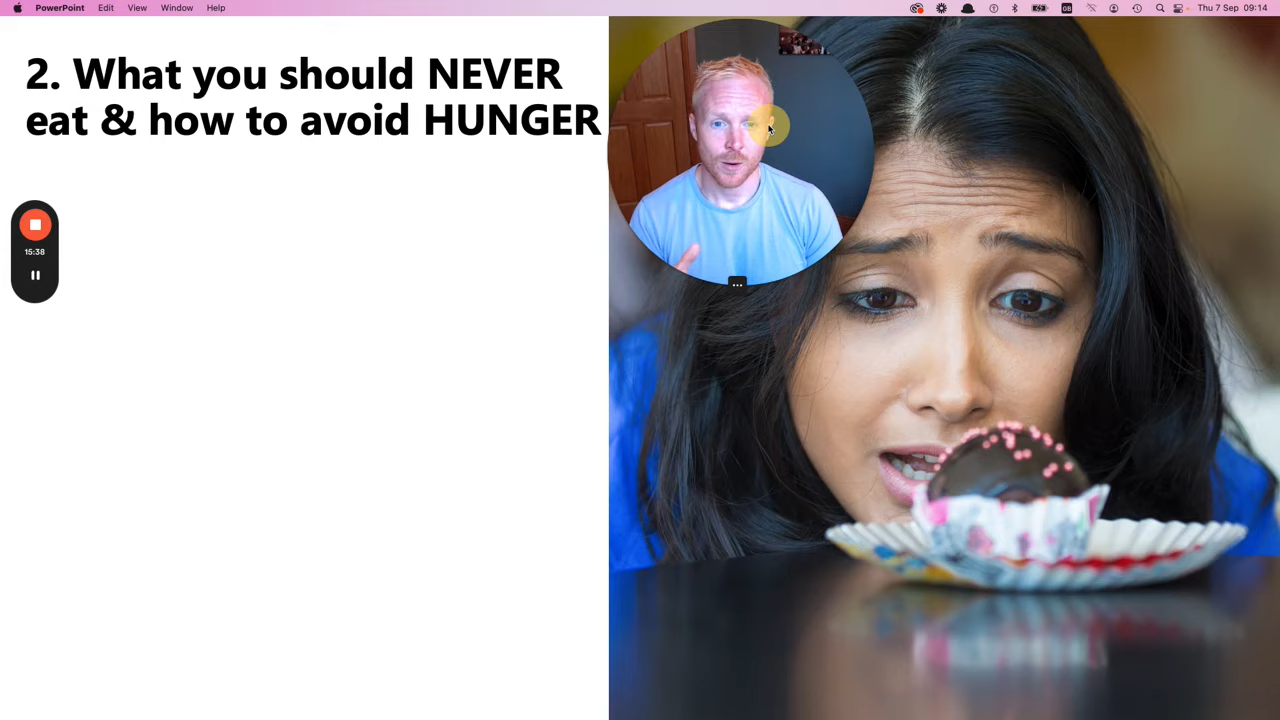 PowerPoint Edit View Window Help
GB
Thu 7 Sep 09:14
2. What you should NEVER
eat & how to avoid HUNGER
15:38